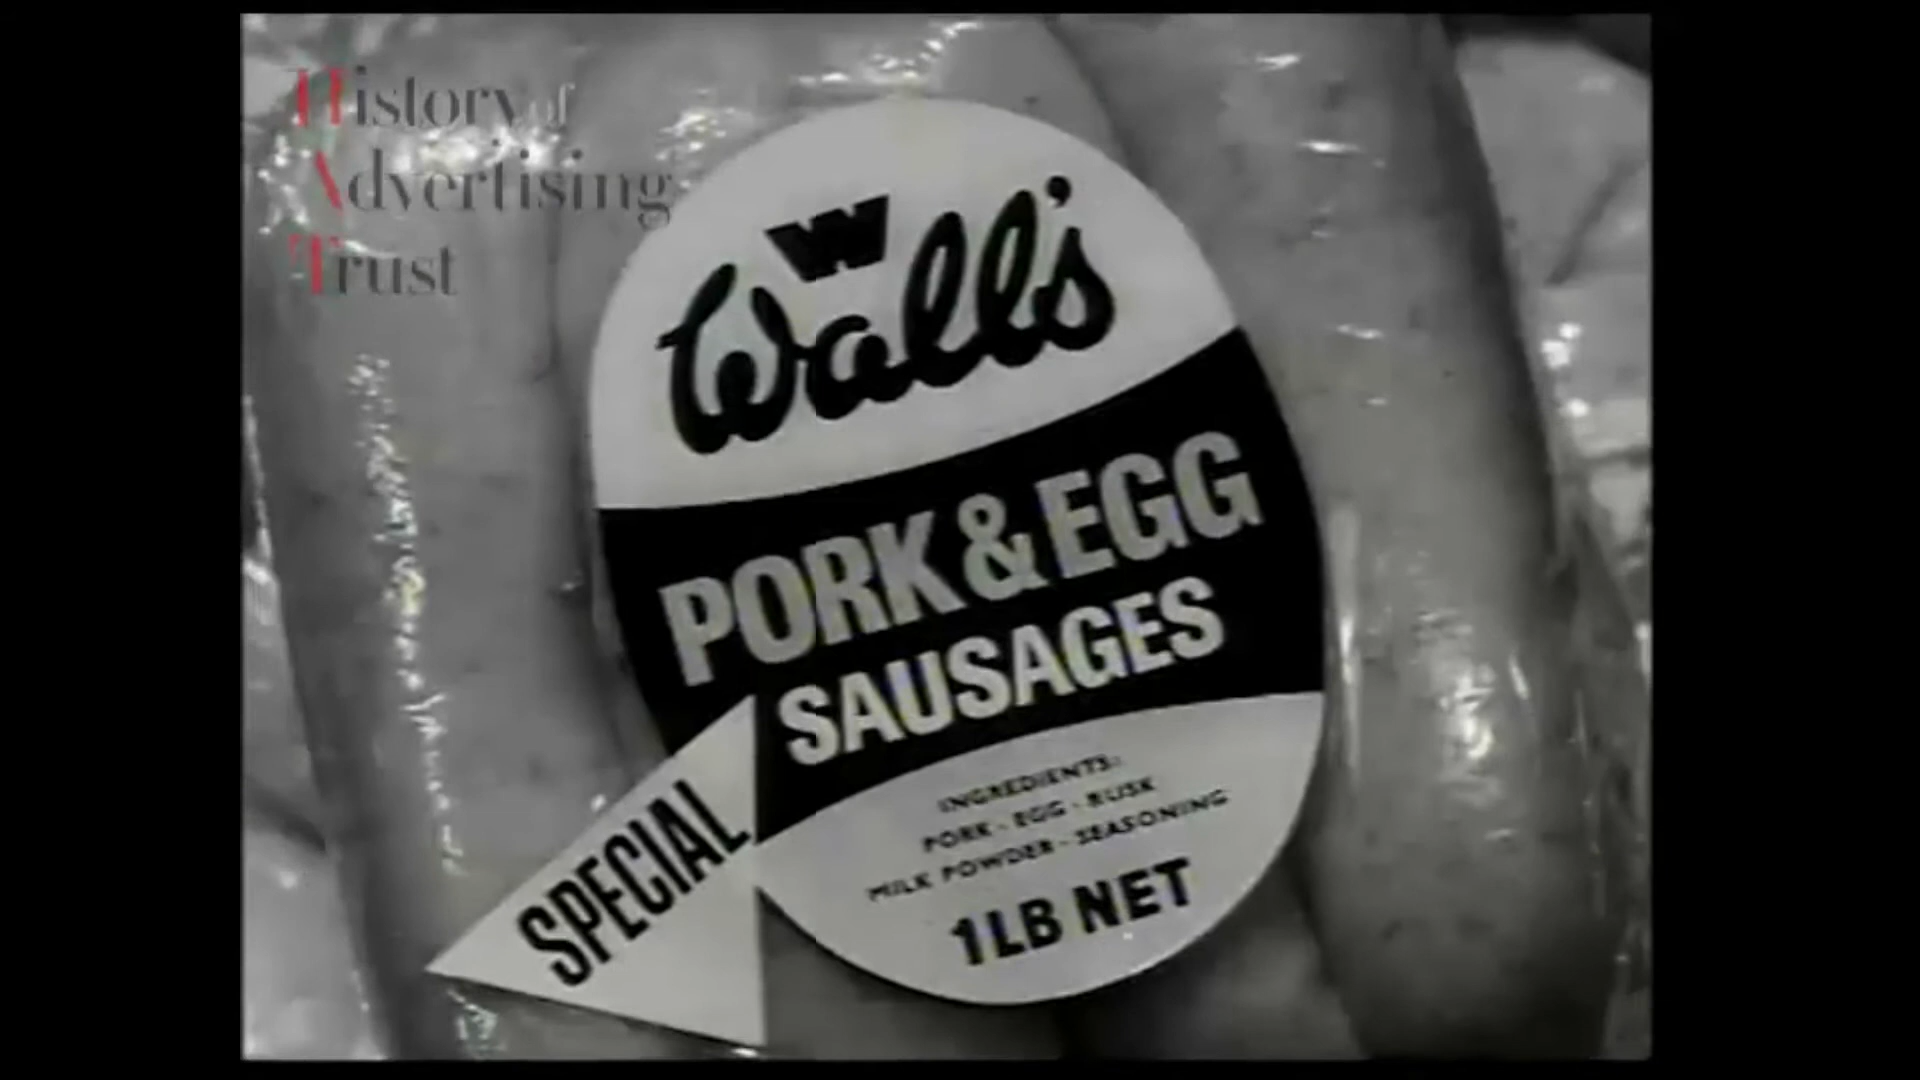 History of
Advertising
Trust
W
Wall's
PORK & EGG
SAUSAGES
SPECIAL
INGREDIENTS:
PORK - EGG - RUSK
MILK POWDER - SEASONING
1LB NET